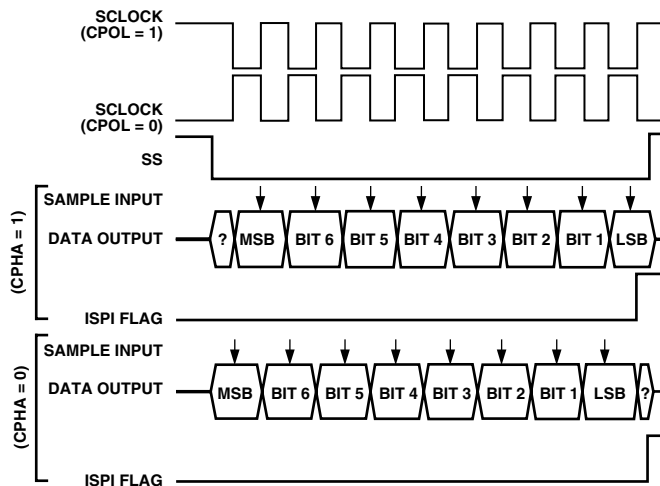 SCLOCK
(CPOL = 1)
SCLOCK
(CPOL = 0)
SS
(CPHA = 1)
SAMPLE INPUT
DATA OUTPUT
? MSB BIT 6 BIT 5 BIT 4 BIT 3 BIT 2 BIT 1 LSB
ISPI FLAG
(CPHA = 0)
SAMPLE INPUT
DATA OUTPUT
MSB BIT 6 BIT 5 BIT 4 BIT 3 BIT 2 BIT 1 LSB ?
ISPI FLAG